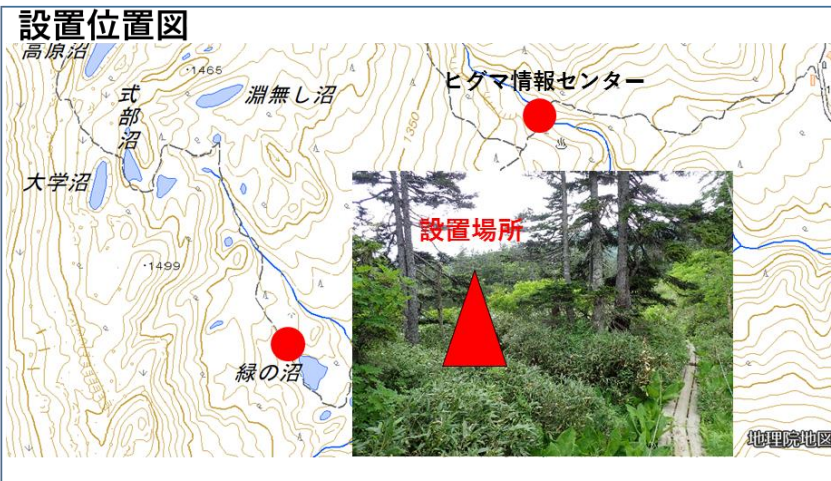 設置位置図
高原沼
・1465
式部沼
淵無し沼
ヒグマ情報センター
1350
大学沼
設置場所
・1499
緑の沼
地理院地図